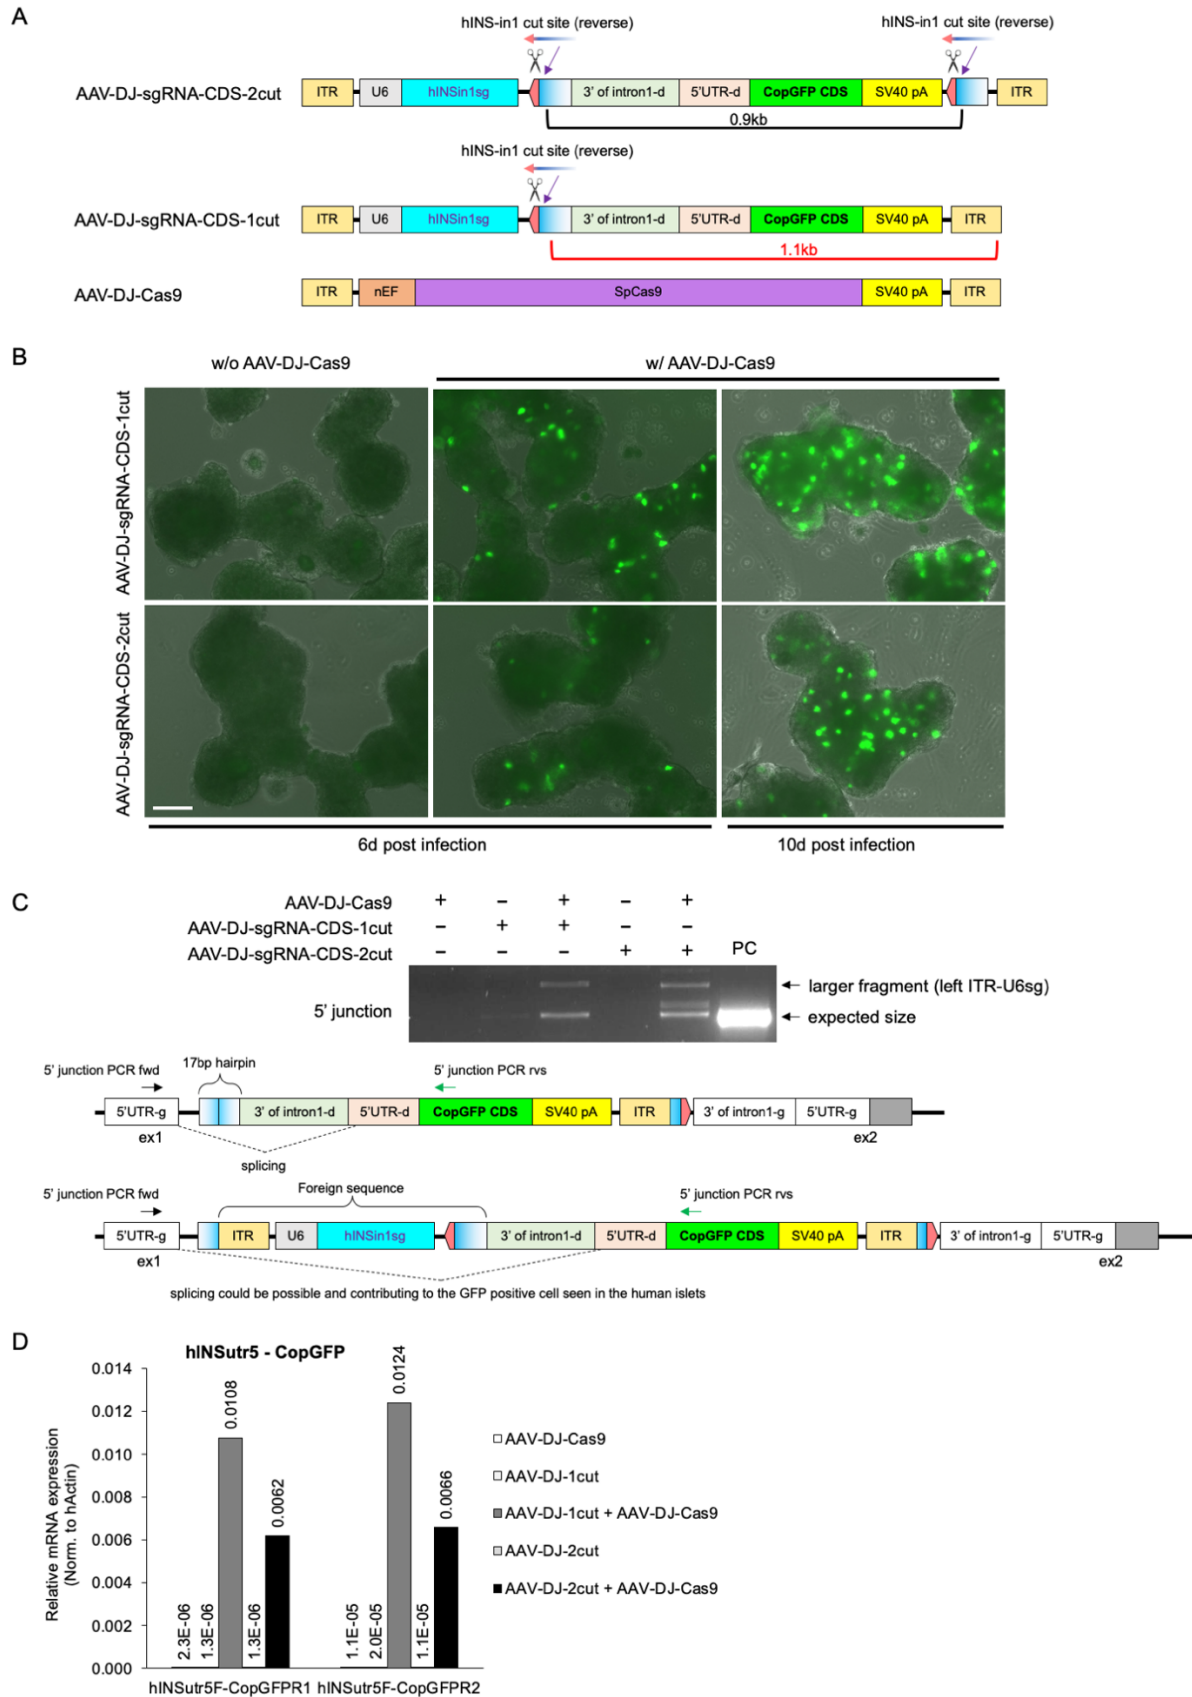 A
hINS-in1 cut site (reverse)
hINS-in1 cut site (reverse)
AAV-DJ-sgRNA-CDS-2cut
ITR
U6
hINSin1sg
3' of intron1-d
5'UTR-d
CopGFP CDS
SV40 pA
ITR
0.9kb
hINS-in1 cut site (reverse)
AAV-DJ-sgRNA-CDS-1cut
ITR
U6
hINSin1sg
3' of intron1-d
5'UTR-d
CopGFP CDS
SV40 pA
ITR
1.1kb
AAV-DJ-Cas9
ITR
nEF
SpCas9
SV40 pA
ITR
B
w/o AAV-DJ-Cas9
w/ AAV-DJ-Cas9
AAV-DJ-sgRNA-CDS-1cut
AAV-DJ-sgRNA-CDS-2cut
6d post infection
10d post infection
C
AAV-DJ-Cas9 + – + – +
AAV-DJ-sgRNA-CDS-1cut – + + – –
AAV-DJ-sgRNA-CDS-2cut – – – + + PC
5' junction
larger fragment (left ITR-U6sg)
expected size
5' junction PCR fwd
17bp hairpin
5' junction PCR rvs
5'UTR-g
3' of intron1-d
5'UTR-d
CopGFP CDS
SV40 pA
ITR
3' of intron1-g
5'UTR-g
ex1
ex2
splicing
5' junction PCR fwd
Foreign sequence
5' junction PCR rvs
5'UTR-g
ITR
U6
hINSin1sg
3' of intron1-d
5'UTR-d
CopGFP CDS
SV40 pA
ITR
3' of intron1-g
5'UTR-g
ex1
ex2
splicing could be possible and contributing to the GFP positive cell seen in the human islets
D
hINSutr5 - CopGFP
Relative mRNA expression
(Norm. to hActin)
0.014
0.012
0.010
0.008
0.006
0.004
0.002
0.000
2.3E-06
1.3E-06
0.0108
1.3E-06
0.0062
1.1E-05
2.0E-05
0.0124
1.1E-05
0.0066
hINSutr5F-CopGFPR1
hINSutr5F-CopGFPR2
AAV-DJ-Cas9
AAV-DJ-1cut
AAV-DJ-1cut + AAV-DJ-Cas9
AAV-DJ-2cut
AAV-DJ-2cut + AAV-DJ-Cas9